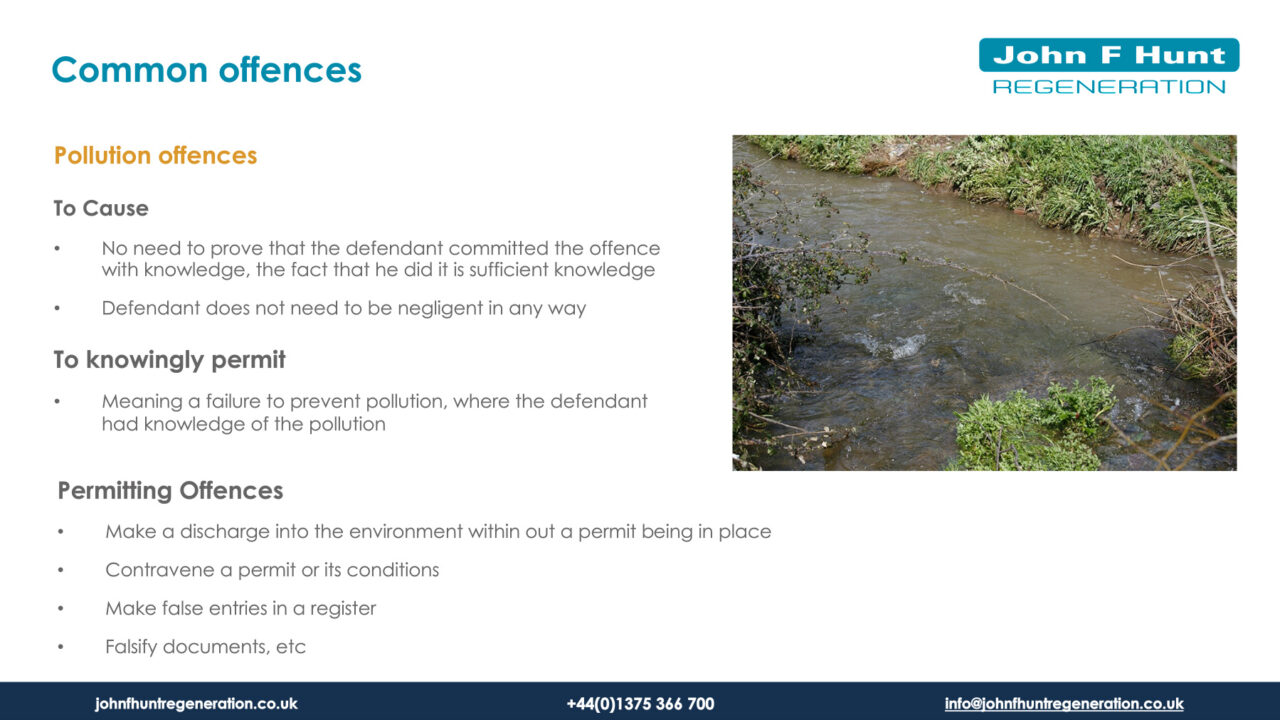 Common offences
John F Hunt
REGENERATION
Pollution offences
To Cause
• No need to prove that the defendant committed the offence
with knowledge, the fact that he did it is sufficient knowledge
• Defendant does not need to be negligent in any way
To knowingly permit
• Meaning a failure to prevent pollution, where the defendant
had knowledge of the pollution
Permitting Offences
• Make a discharge into the environment within out a permit being in place
• Contravene a permit or its conditions
• Make false entries in a register
• Falsify documents, etc
johnfhuntregeneration.co.uk
+44(0)1375 366 700
info@johnfhuntregeneration.co.uk